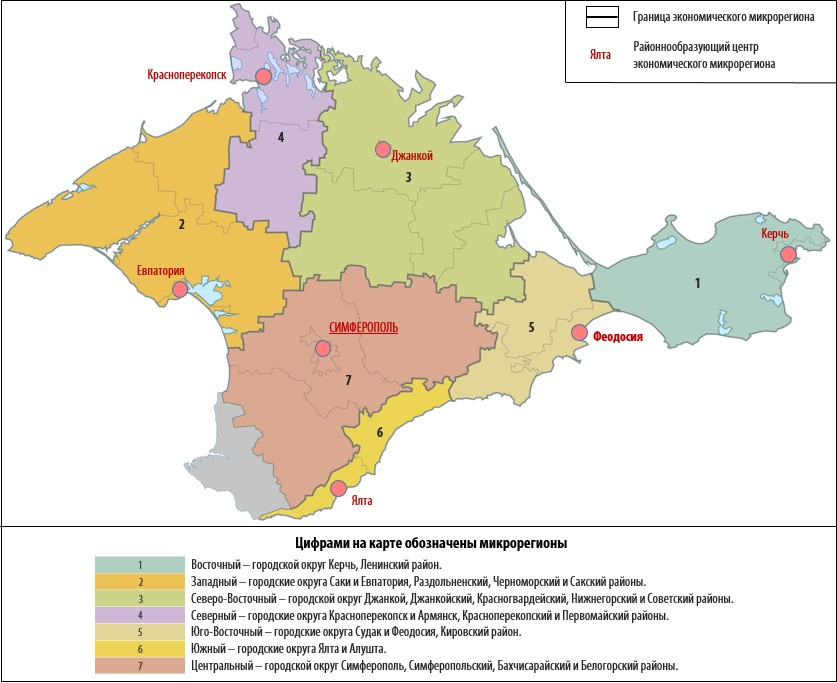 Граница экономического микрорегиона
Ялта
Районнообразующий центр
экономического микрорегиона
Красноперекопск
4
Джанкой
3
2
Евпатория
Керчь
1
СИМФЕРОПОЛЬ
5
Феодосия
7
6
Ялта
Цифрами на карте обозначены микрорегионы
1 Восточный – городской округ Керчь, Ленинский район.
2 Западный – городские округа Саки и Евпатория, Раздольненский, Черноморский и Сакский районы.
3 Северо-Восточный – городской округ Джанкой, Джанкойский, Красногвардейский, Нижнегорский и Советский районы.
4 Северный – городские округа Красноперекопск и Армянск, Красноперекопский и Первомайский районы.
5 Юго-Восточный – городские округа Судак и Феодосия, Кировский район.
6 Южный – городские округа Ялта и Алушта.
7 Центральный – городской округ Симферополь, Симферопольский, Бахчисарайский и Белогорский районы.